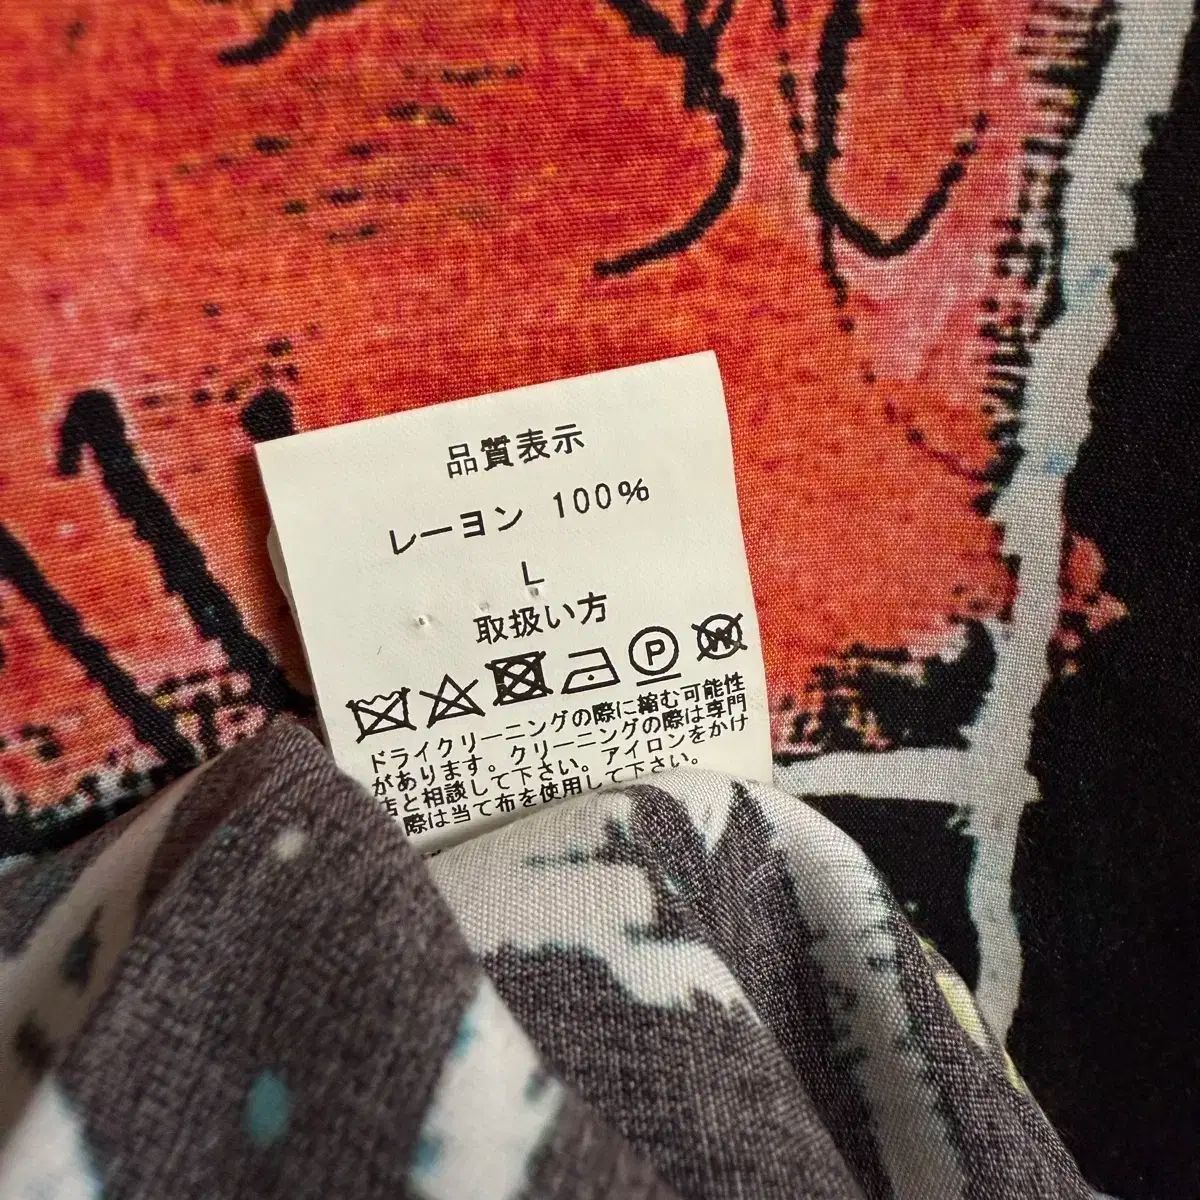 品質表示
レーヨン 100%
L
取扱い方
P
W
ドライクリーニングの際に縮む可能性
があります。クリーニングの際は専門
店と相談して下さい。アイロンをかけ
際は当て布を使用して下さい。